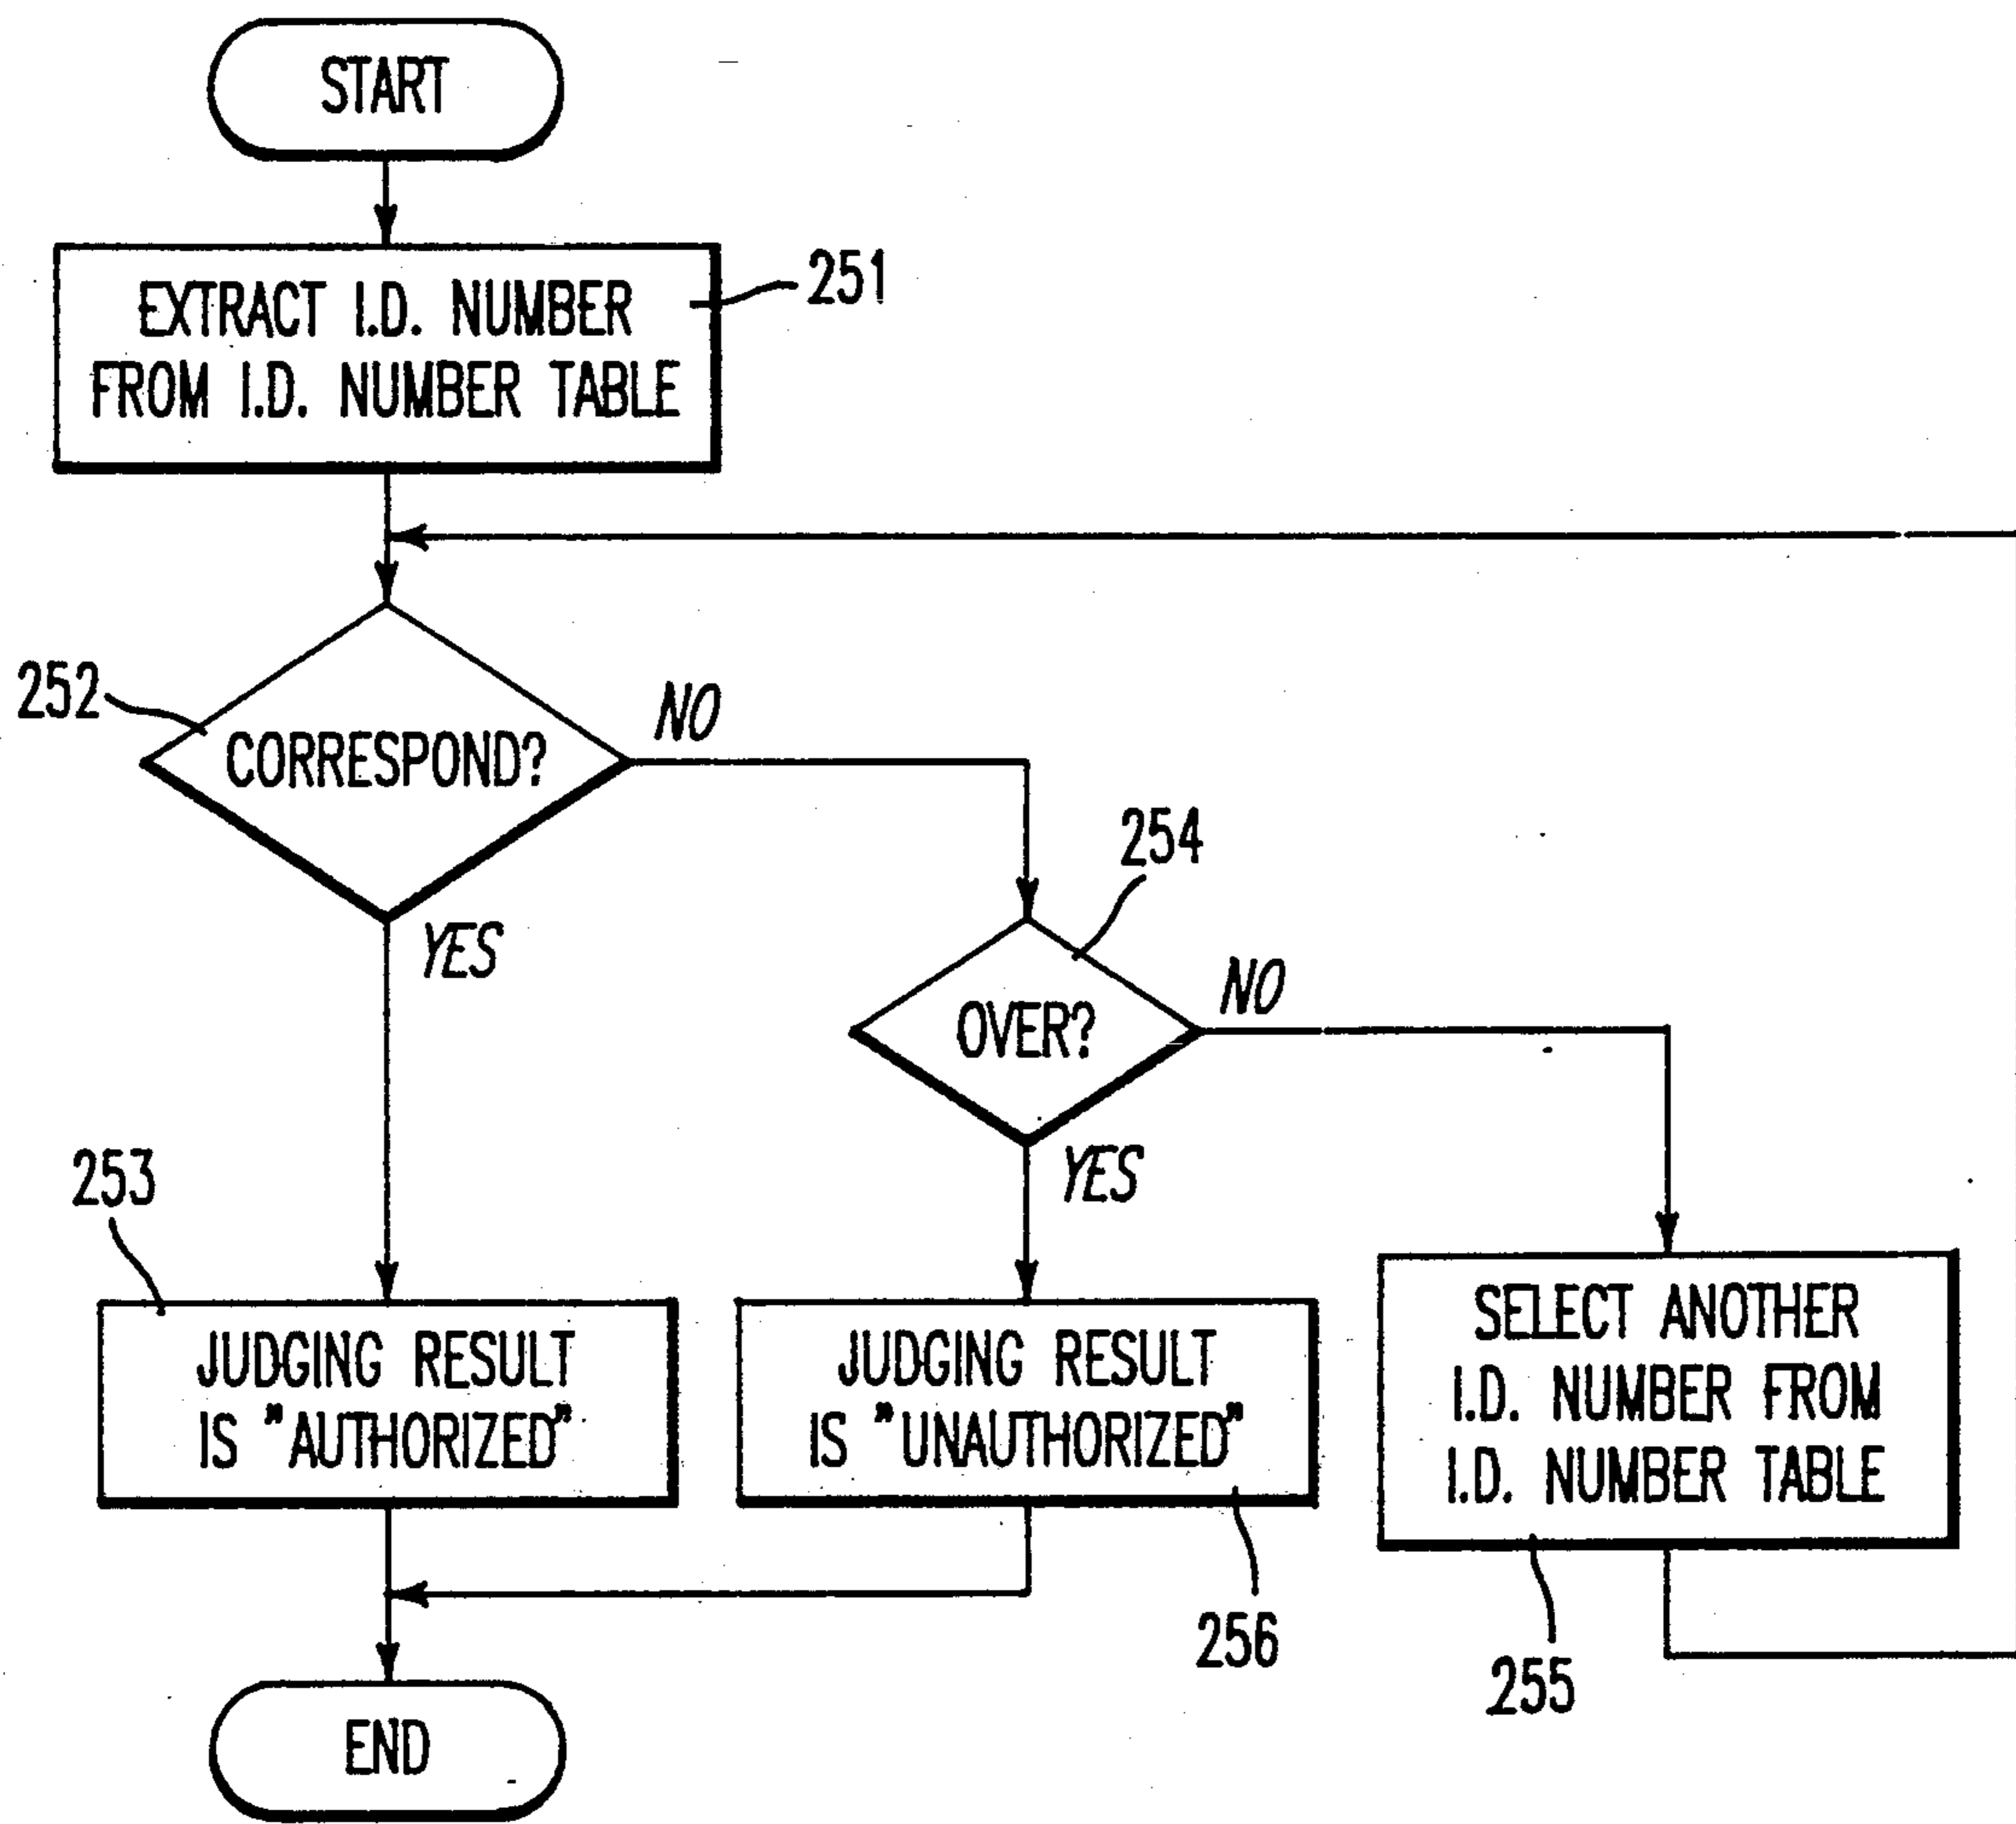 START
EXTRACT I.D. NUMBER
FROM I.D. NUMBER TABLE
251
252
CORRESPOND?
NO
YES
254
OVER?
NO
YES
253
JUDGING RESULT
IS "AUTHORIZED"
JUDGING RESULT
IS "UNAUTHORIZED"
256
SELECT ANOTHER
I.D. NUMBER FROM
I.D. NUMBER TABLE
255
END